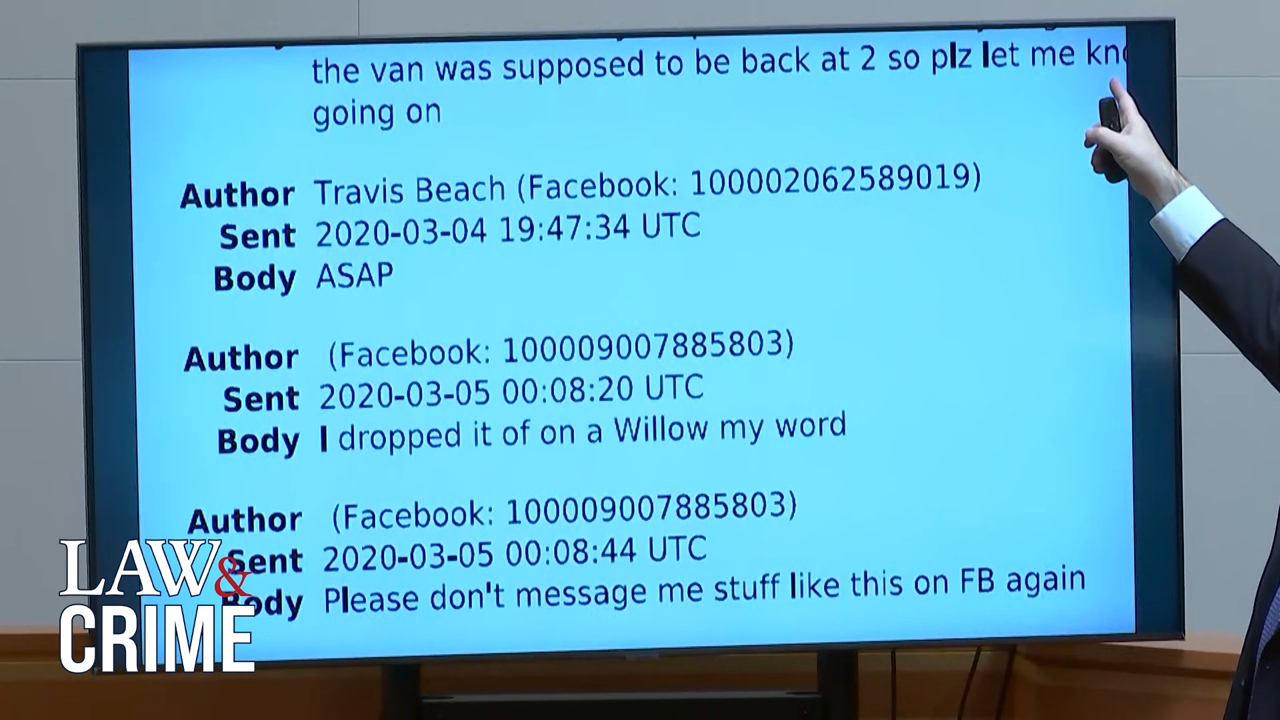 the van was supposed to be back at 2 so plz let me
going on
Author Travis Beach (Facebook: 100002062589019)
Sent 2020-03-04 19:47:34 UTC
Body ASAP
Author (Facebook: 100009007885803)
Sent 2020-03-05 00:08:20 UTC
Body I dropped it of on a Willow my word
Author (Facebook: 100009007885803)
Sent 2020-03-05 00:08:44 UTC
Body Please don't message me stuff like this on FB again
LAW&
CRIME